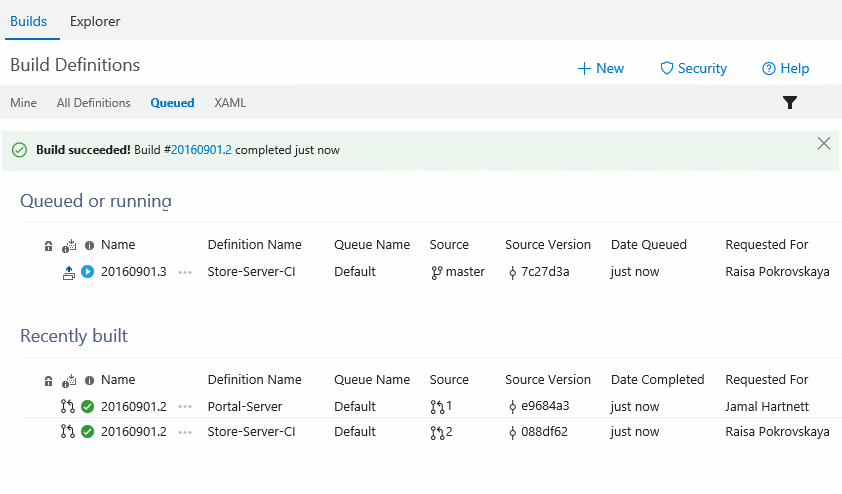 Builds Explorer
Build Definitions
New Security Help
Mine All Definitions Queued XAML
Build succeeded! Build #20160901.2 completed just now
Queued or running
Name Definition Name Queue Name Source Source Version Date Queued Requested For
20160901.3 ... Store-Server-CI Default master 7c27d3a just now Raisa Pokrovskaya
Recently built
Name Definition Name Queue Name Source Source Version Date Completed Requested For
20160901.2 ... Portal-Server Default 1 e9684a3 just now Jamal Hartnett
20160901.2 ... Store-Server-CI Default 2 088df62 just now Raisa Pokrovskaya